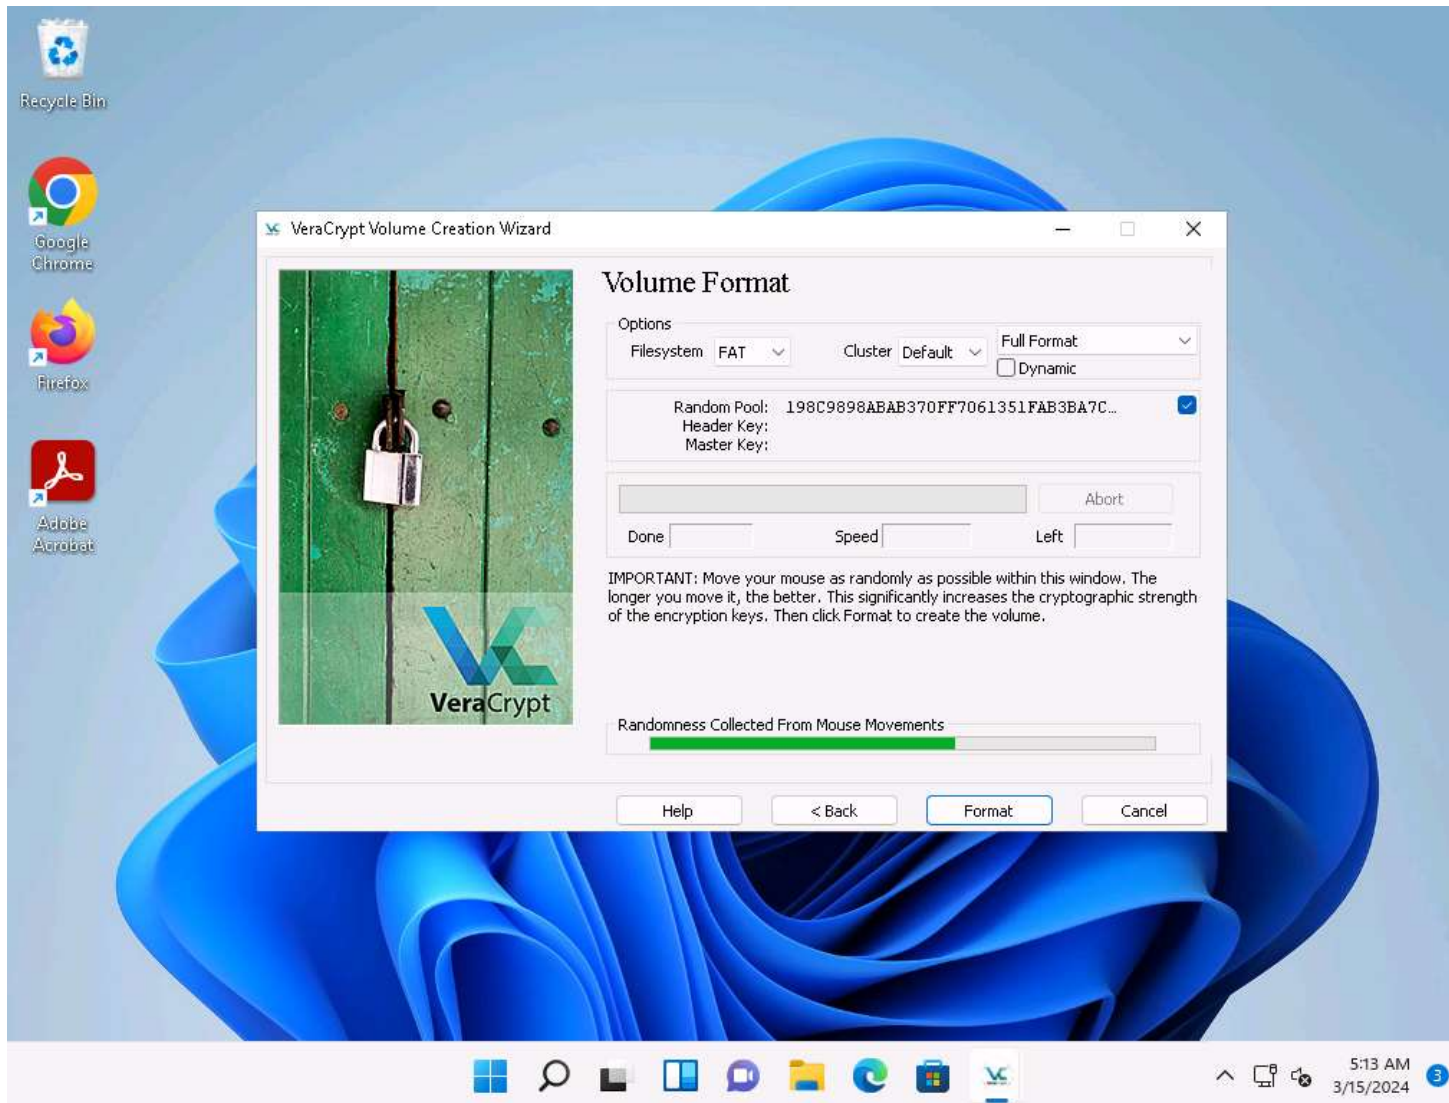 Recycle Bin
Google
Chrome
Firefox
Adobe
Acrobat
VeraCrypt Volume Creation Wizard
Volume Format
Options
Filesystem FAT Cluster Default Full Format
Dynamic
Random Pool: 198C9898ABAB370FF7061351FAB3BA7C...
Header Key:
Master Key:
Abort
Done Speed Left
IMPORTANT: Move your mouse as randomly as possible within this window. The
longer you move it, the better. This significantly increases the cryptographic strength
of the encryption keys. Then click Format to create the volume.
VeraCrypt
Randomness Collected From Mouse Movements
Help < Back Format Cancel
5:13 AM
3/15/2024
3